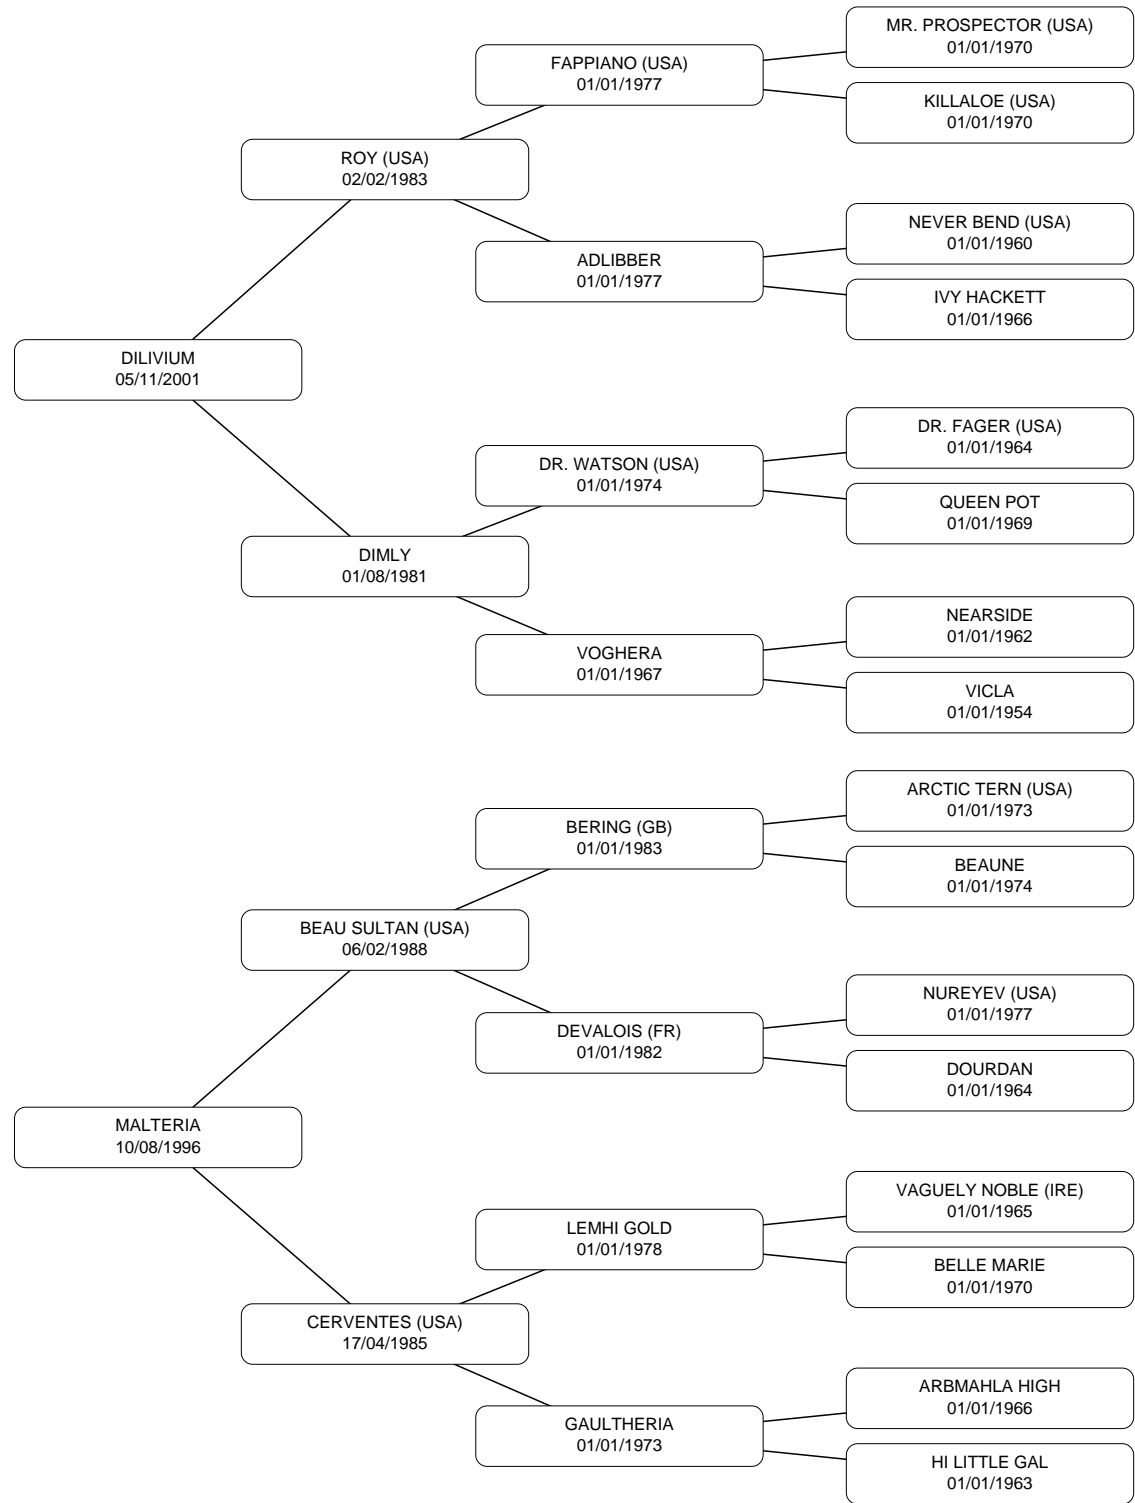 MR. PROSPECTOR (USA)
01/01/1970
FAPPIANO (USA)
01/01/1977
KILLALOE (USA)
01/01/1970
ROY (USA)
02/02/1983
NEVER BEND (USA)
01/01/1960
ADLIBBER
01/01/1977
IVY HACKETT
01/01/1966
DILIVIUM
05/11/2001
DR. FAGER (USA)
01/01/1964
DR. WATSON (USA)
01/01/1974
QUEEN POT
01/01/1969
DIMLY
01/08/1981
NEARSIDE
01/01/1962
VOGHERA
01/01/1967
VICLA
01/01/1954
ARCTIC TERN (USA)
01/01/1973
BERING (GB)
01/01/1983
BEAUNE
01/01/1974
BEAU SULTAN (USA)
06/02/1988
NUREYEV (USA)
01/01/1977
DEVALOIS (FR)
01/01/1982
DOURDAN
01/01/1964
MALTERIA
10/08/1996
VAGUELY NOBLE (IRE)
01/01/1965
LEMHI GOLD
01/01/1978
BELLE MARIE
01/01/1970
CERVENTES (USA)
17/04/1985
ARBMAHLA HIGH
01/01/1966
GAULTHERIA
01/01/1973
HI LITTLE GAL
01/01/1963